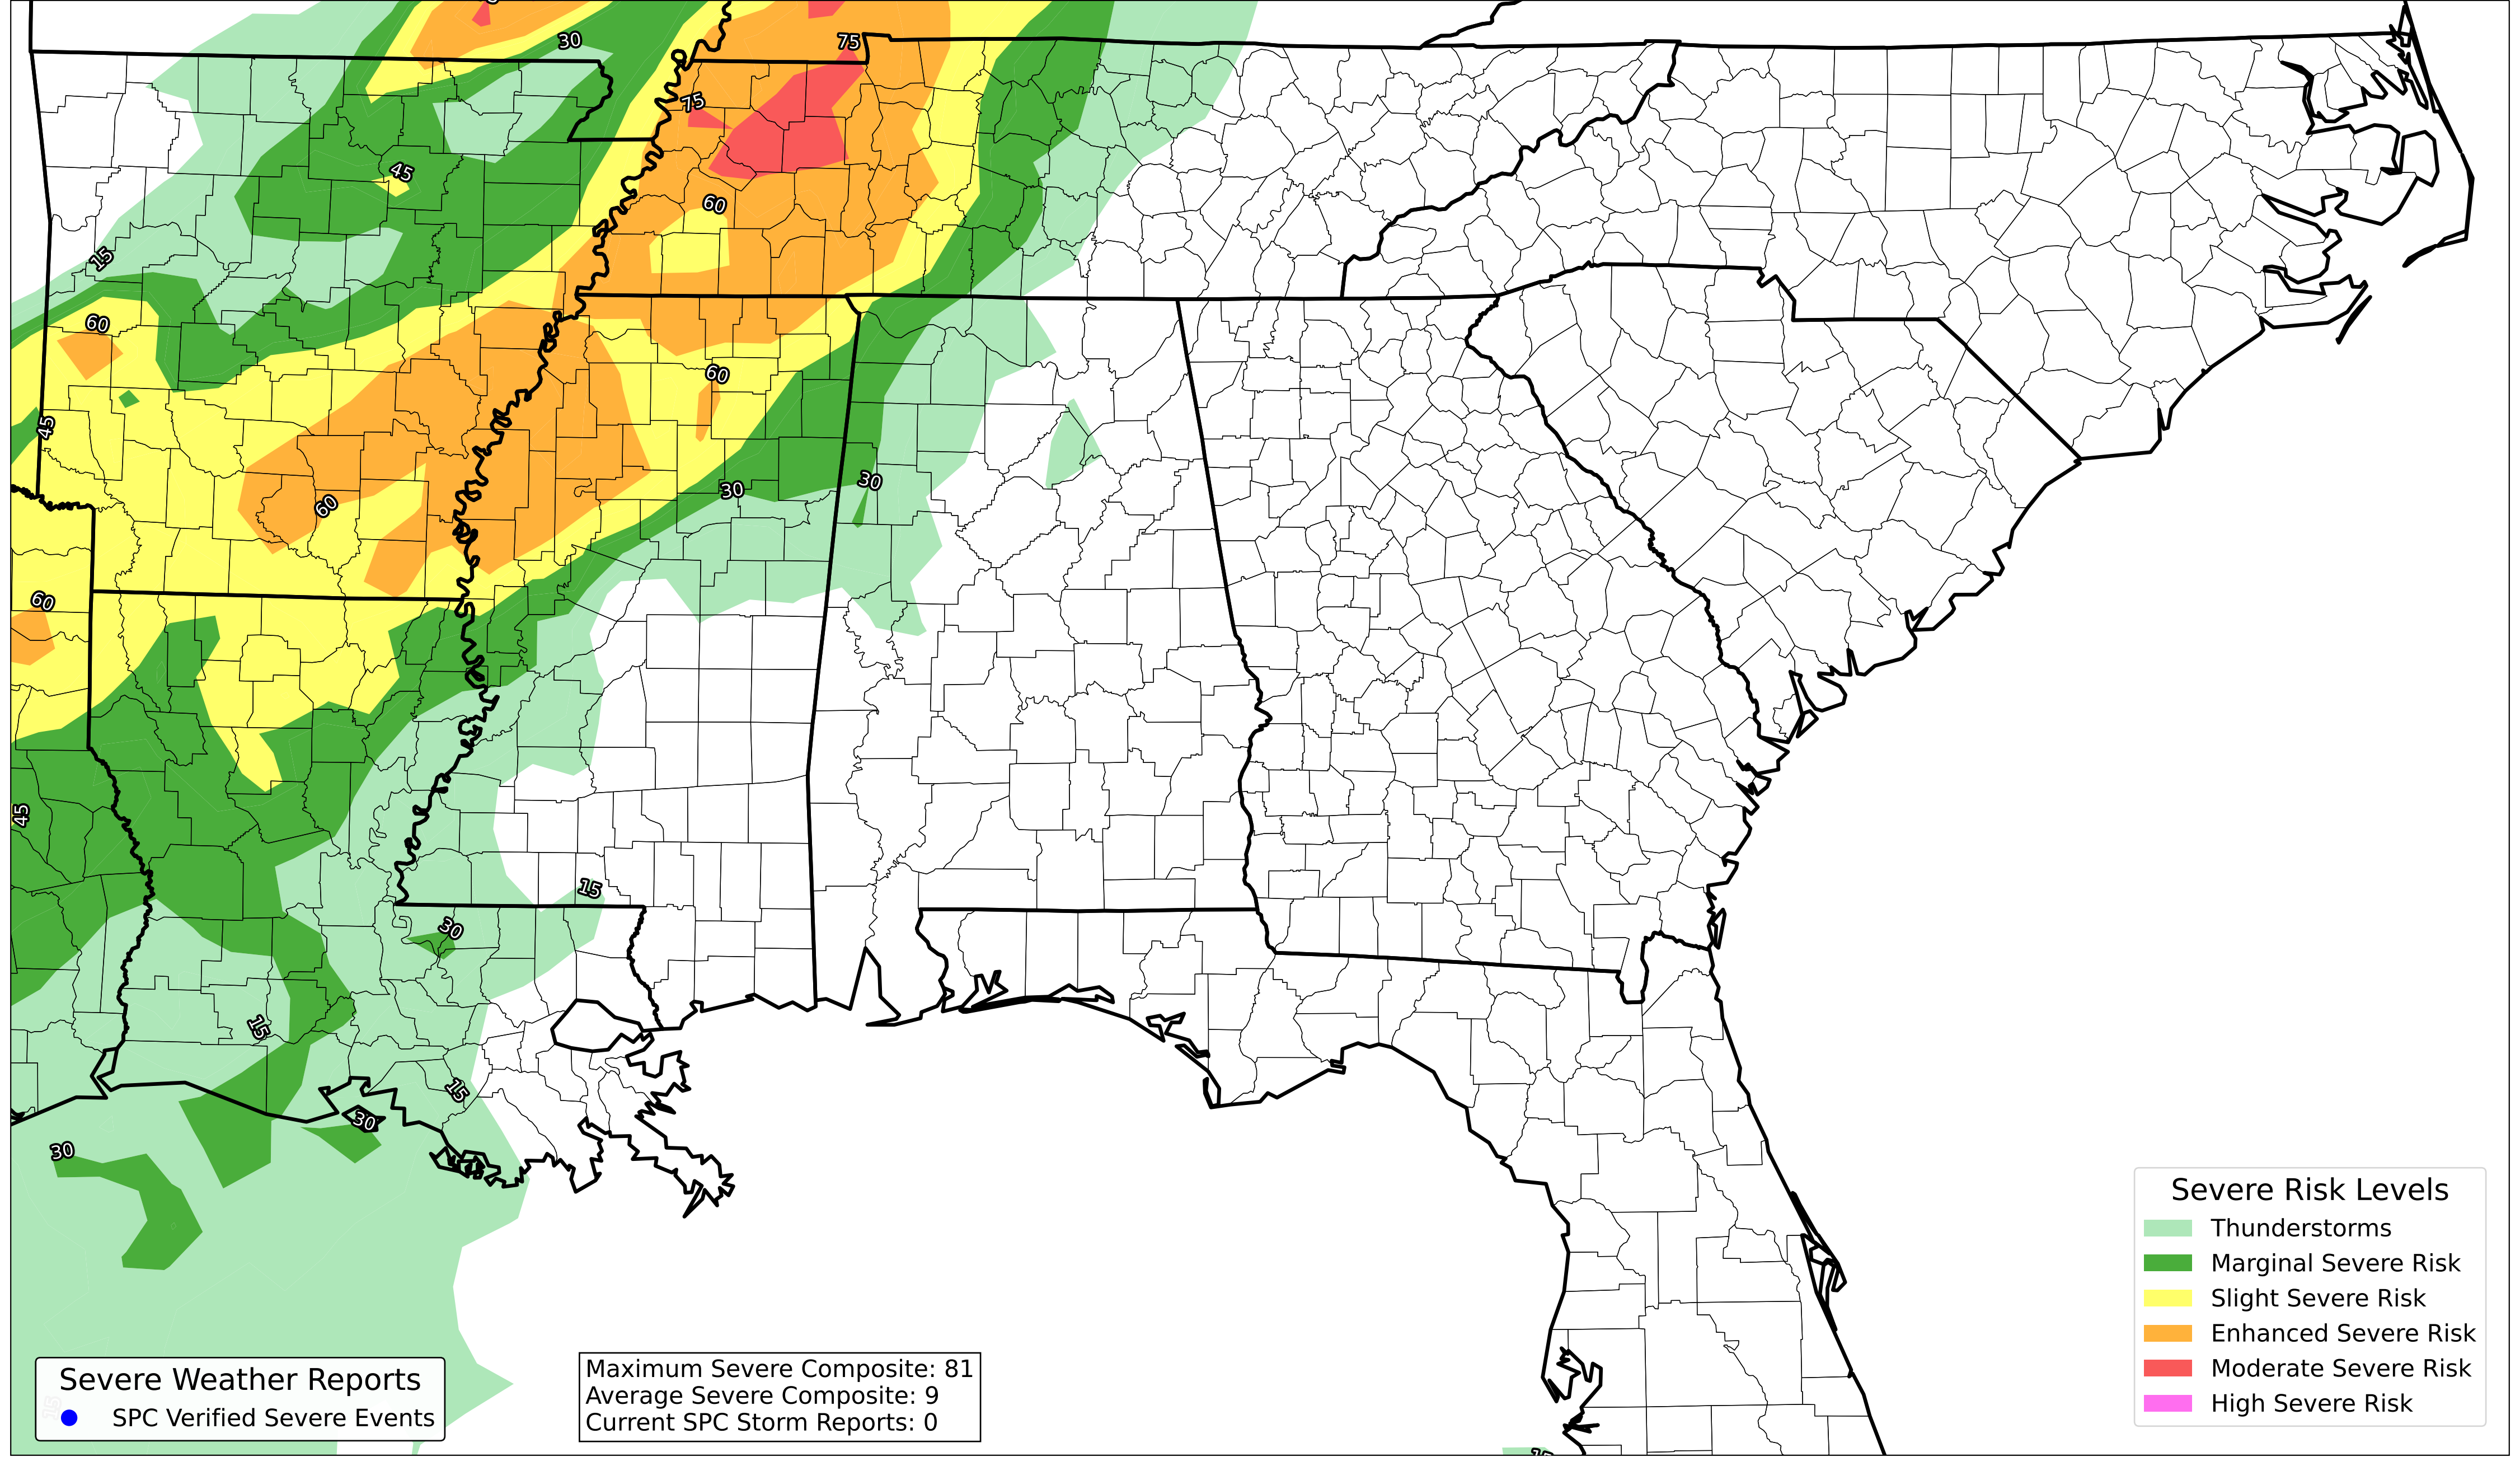 30
75
75
45
60
15
60
60
45
30
30
60
60
45
15
30
15
15
30
30
Severe Risk Levels
Thunderstorms
Marginal Severe Risk
Slight Severe Risk
Enhanced Severe Risk
Moderate Severe Risk
High Severe Risk
Severe Weather Reports
SPC Verified Severe Events
Maximum Severe Composite: 81
Average Severe Composite: 9
Current SPC Storm Reports: 0